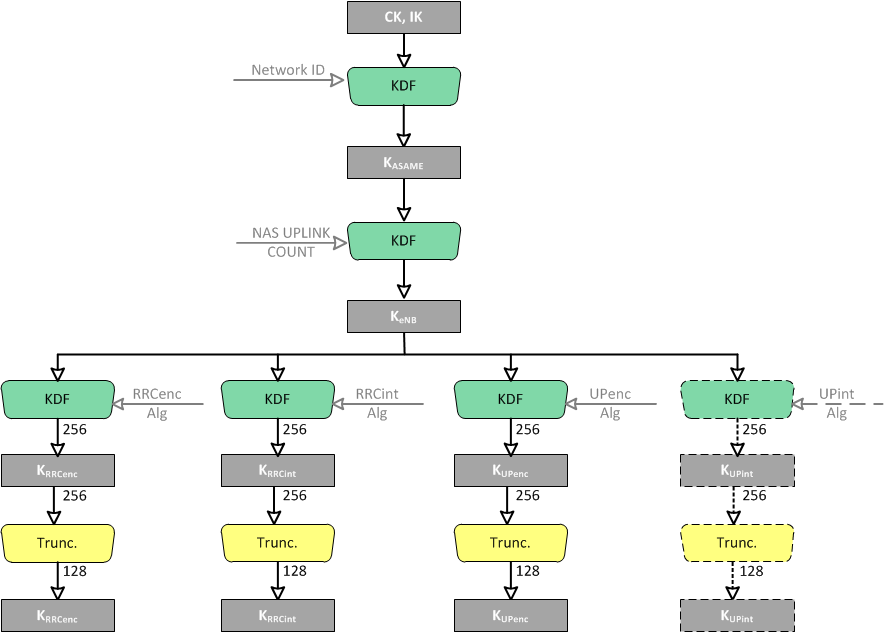 CK, IK
Network ID
KDF
KASAME
NAS UPLINK
COUNT
KDF
KeNB
KDF
RRCenc
Alg
KDF
RRCint
Alg
KDF
UPenc
Alg
KDF
UPint
Alg
256
256
256
256
KRRCenc
KRRCint
KUPenc
KUPint
256
256
256
256
Trunc.
Trunc.
Trunc.
Trunc.
128
128
128
128
KRRCenc
KRRCint
KUPenc
KUPint